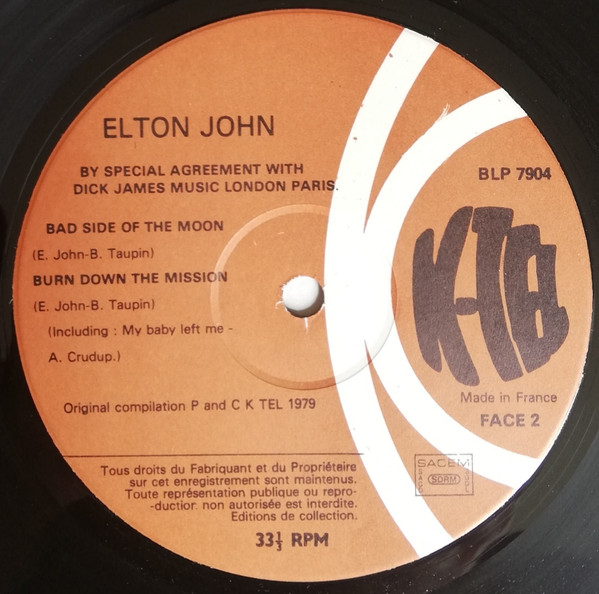 ELTON JOHN
BY SPECIAL AGREEMENT WITH
DICK JAMES MUSIC LONDON PARIS.
BLP 7904
BAD SIDE OF THE MOON
(E. John-B. Taupin)
BURN DOWN THE MISSION
(E. John-B. Taupin)
(Including : My baby left me -
A. Crudup.)
K-TEL
Made in France
FACE 2
Original compilation P and C K TEL 1979
Tous droits du Fabriquant et du Propriétaire
sur cet enregistrement sont maintenus.
Toute représentation publique ou repro-
-duction non autorisée est interdite.
Editions de collection.
SACEM
SDRM
SACD
33⅓ RPM